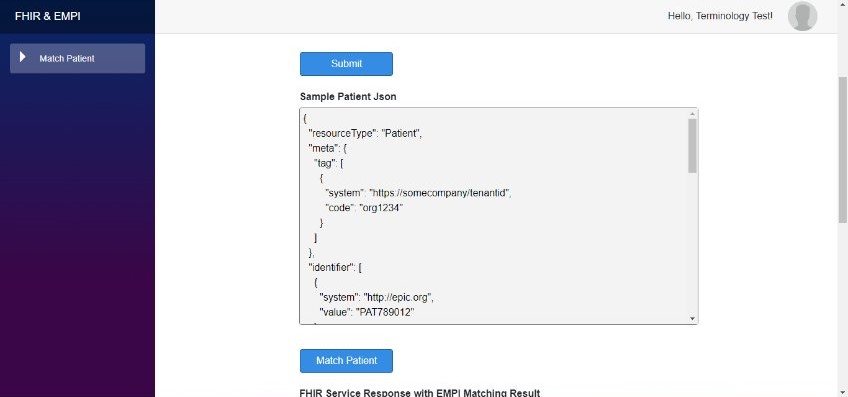 FHIR & EMPI
Hello, Terminology Test!
Match Patient
Submit
Sample Patient Json
{
"resourceType": "Patient",
"meta": {
"tag": [
{
"system": "https://somecompany/tenantid",
"code": "org1234"
}
]
},
"identifier": [
{
"system": "http://epic.org",
"value": "PAT789012"
Match Patient
FHIR Service Response with EMPI Matching Result